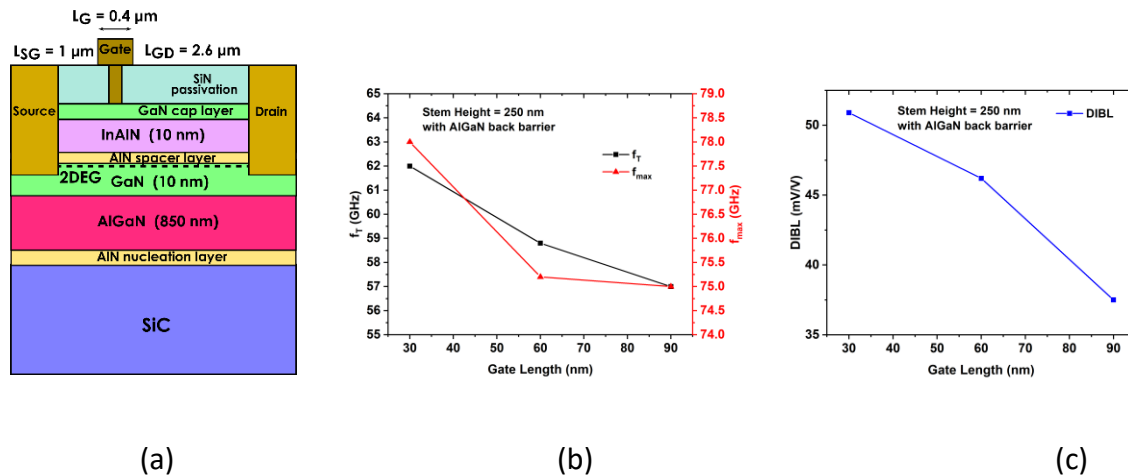 L_G = 0.4 µm
L_SG = 1 µm
Gate
L_GD = 2.6 µm
SiN
passivation
Source
Drain
GaN cap layer
InAlN (10 nm)
AlN spacer layer
2DEG
GaN (10 nm)
AlGaN (850 nm)
AlN nucleation layer
SiC
(a)
65
64
63
62
61
60
59
58
57
56
55
f_T (GHz)
Stem Height = 250 nm
with AlGaN back barrier
f_T
f_max
79.0
78.5
78.0
77.5
77.0
76.5
76.0
75.5
75.0
74.5
74.0
f_max (GHz)
30 40 50 60 70 80 90
Gate Length (nm)
(b)
55
45
35
DIBL (mV/V)
Stem Height = 250 nm
with AlGaN back barrier
DIBL
30 40 50 60 70 80 90
Gate Length (nm)
(c)